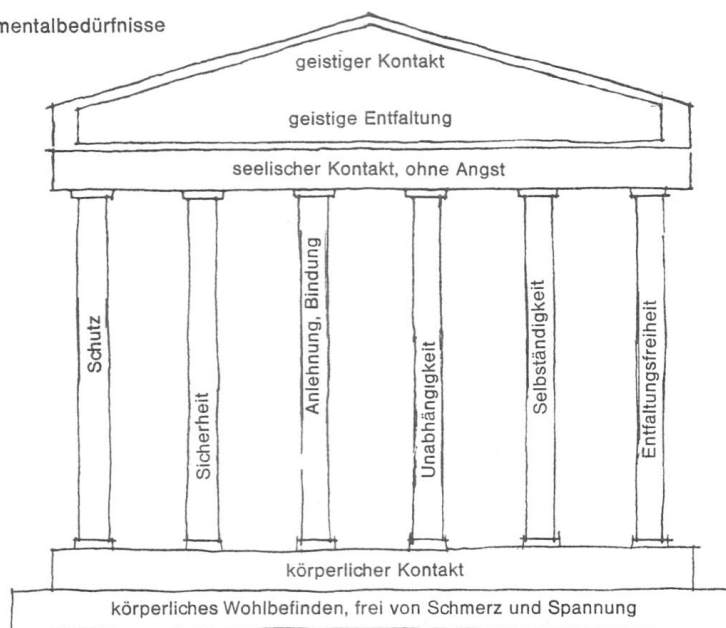 mentalbedürfnisse
geistiger Kontakt
geistige Entfaltung
seelischer Kontakt, ohne Angst
Schutz
Sicherheit
Anlehnung, Bindung
Unabhängigkeit
Selbständigkeit
Entfaltungsfreiheit
körperlicher Kontakt
körperliches Wohlbefinden, frei von Schmerz und Spannung